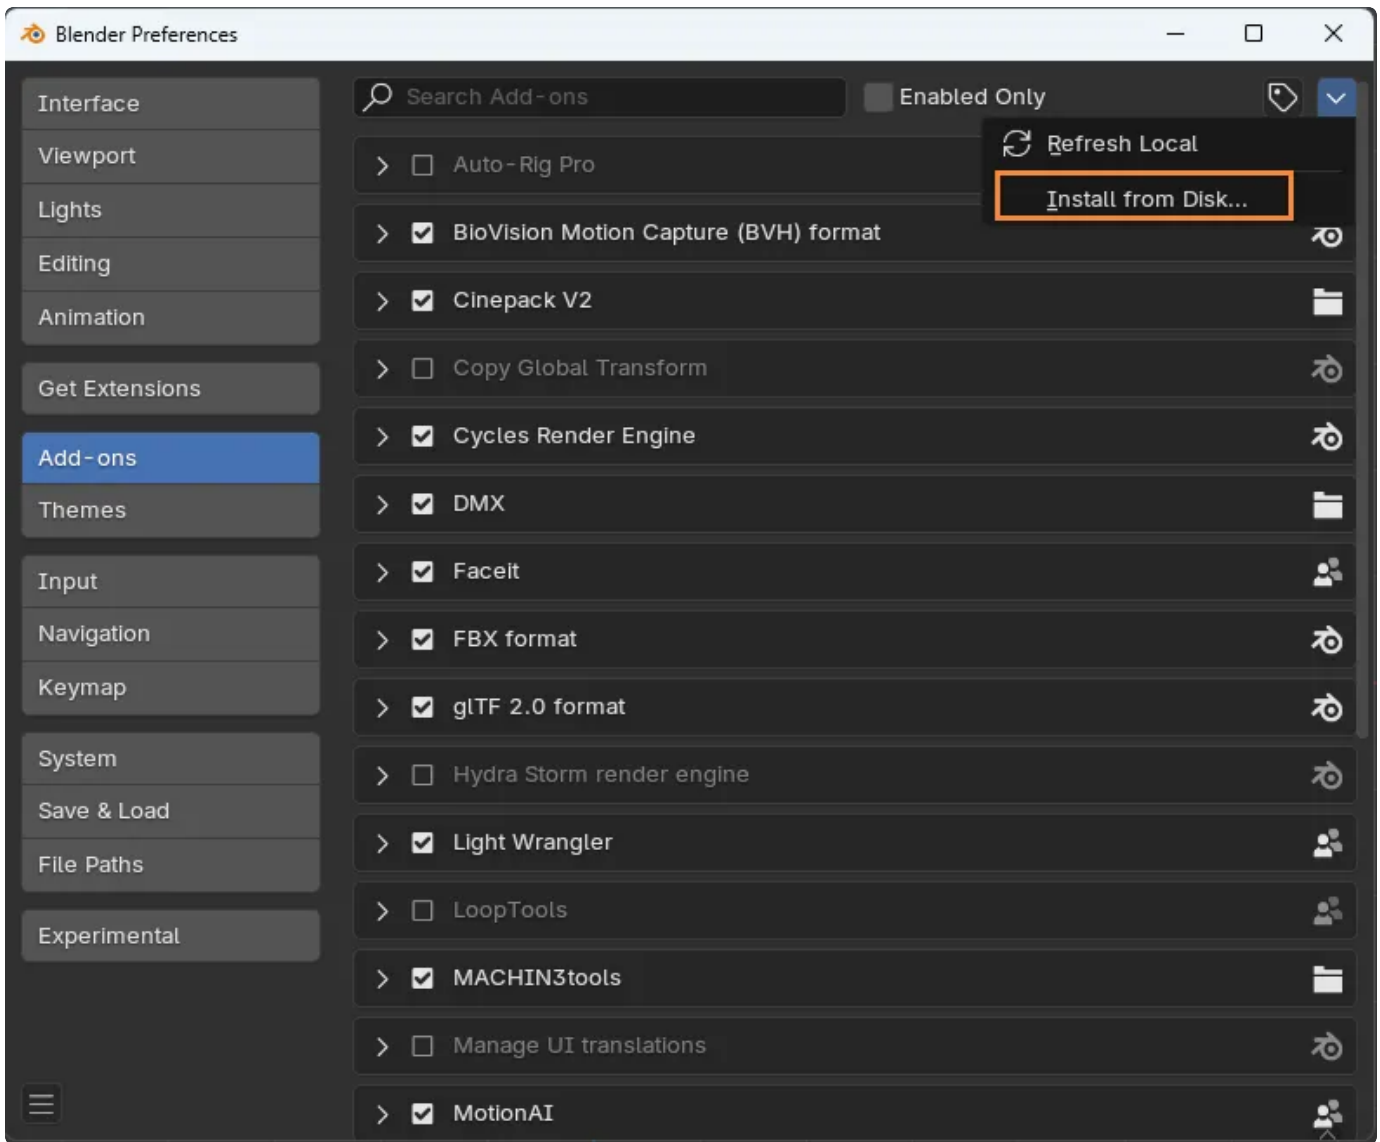 Blender Preferences
Interface
Viewport
Lights
Editing
Animation
Get Extensions
Add-ons
Themes
Input
Navigation
Keymap
System
Save & Load
File Paths
Experimental
Search Add-ons
Enabled Only
Refresh Local
Install from Disk...
Auto-Rig Pro
BioVision Motion Capture (BVH) format
Cinepack V2
Copy Global Transform
Cycles Render Engine
DMX
Faceit
FBX format
glTF 2.0 format
Hydra Storm render engine
Light Wrangler
LoopTools
MACHIN3tools
Manage UI translations
MotionAI